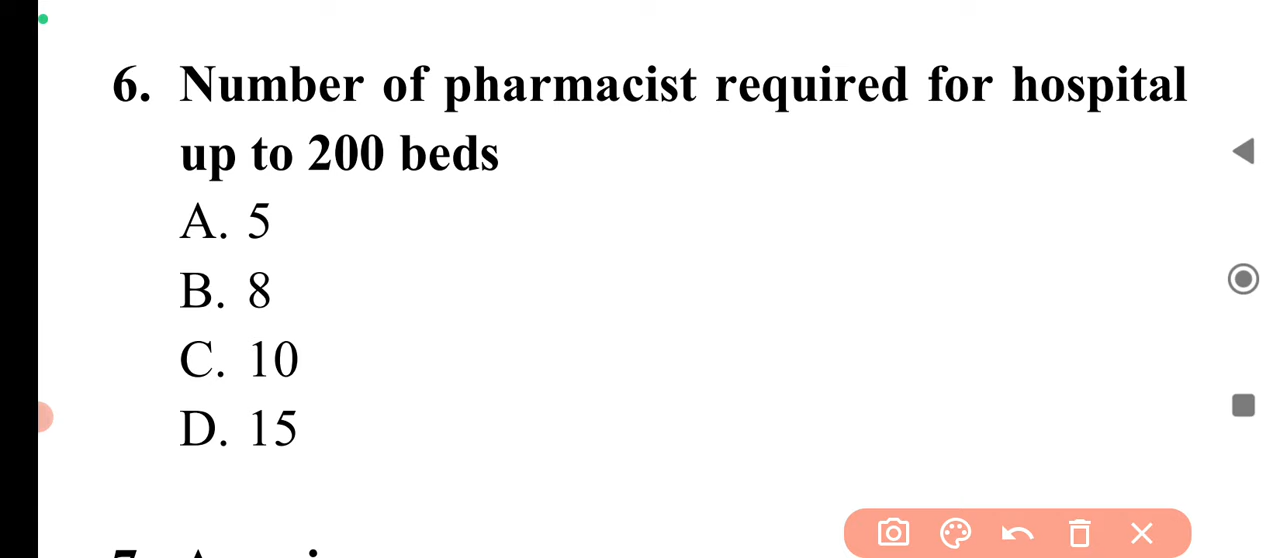 6. Number of pharmacist required for hospital
up to 200 beds
A. 5
B. 8
C. 10
D. 15